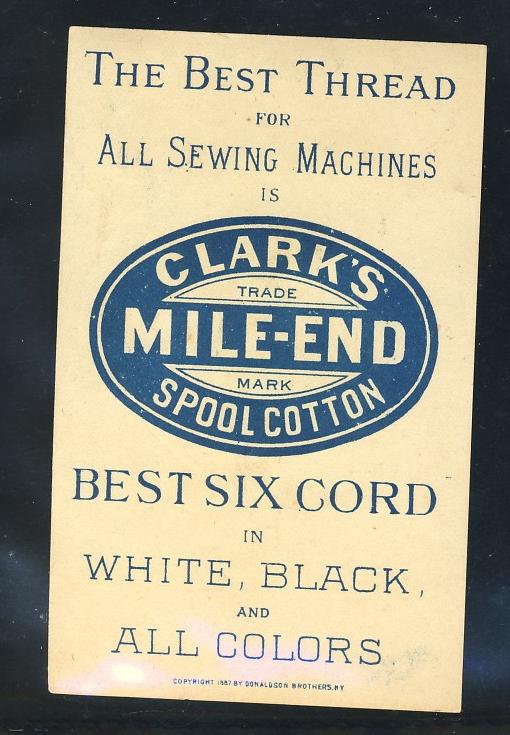 THE BEST THREAD
FOR
ALL SEWING MACHINES
IS
CLARK'S
TRADE
MILE-END
MARK
SPOOL COTTON
BEST SIX CORD
IN
WHITE, BLACK,
AND
ALL COLORS.
COPYRIGHT 1887 BY DONALDSON BROTHERS, NY